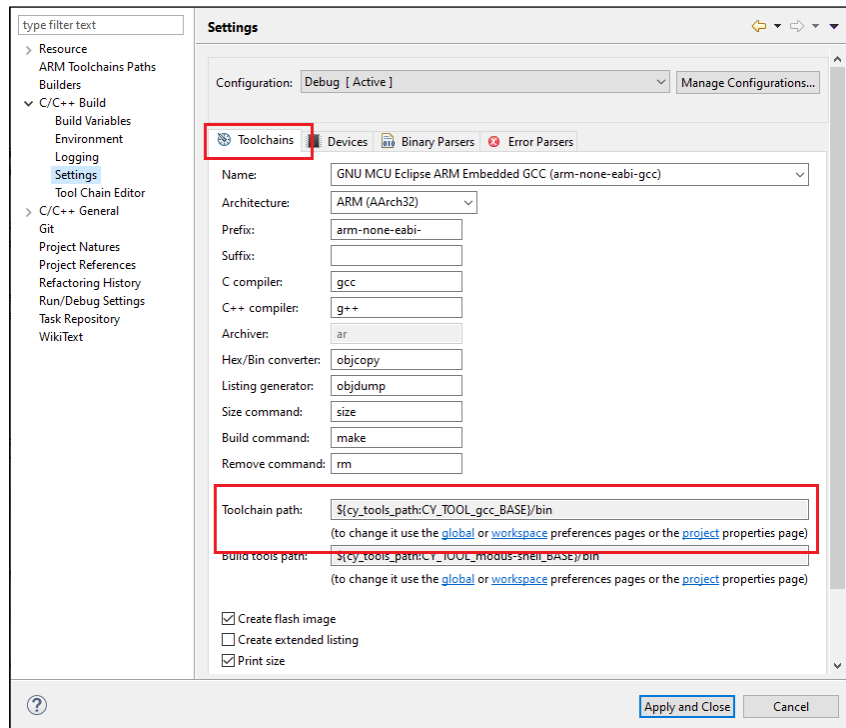 type filter text
Resource
ARM Toolchains Paths
Builders
C/C++ Build
Build Variables
Environment
Logging
Settings
Tool Chain Editor
C/C++ General
Git
Project Natures
Project References
Refactoring History
Run/Debug Settings
Task Repository
WikiText
Settings
Configuration: Debug [ Active ] Manage Configurations...
Toolchains Devices Binary Parsers Error Parsers
Name: GNU MCU Eclipse ARM Embedded GCC (arm-none-eabi-gcc)
Architecture: ARM (AArch32)
Prefix: arm-none-eabi-
Suffix:
C compiler: gcc
C++ compiler: g++
Archiver: ar
Hex/Bin converter: objcopy
Listing generator: objdump
Size command: size
Build command: make
Remove command: rm
Toolchain path: ${cy_tools_path:CY_TOOL_gcc_BASE}/bin
(to change it use the global or workspace preferences pages or the project properties page)
Build tools path: ${cy_tools_path:CY_TOOL_modus-shell_BASE}/bin
(to change it use the global or workspace preferences pages or the project properties page)
Create flash image
Create extended listing
Print size
Apply and Close Cancel